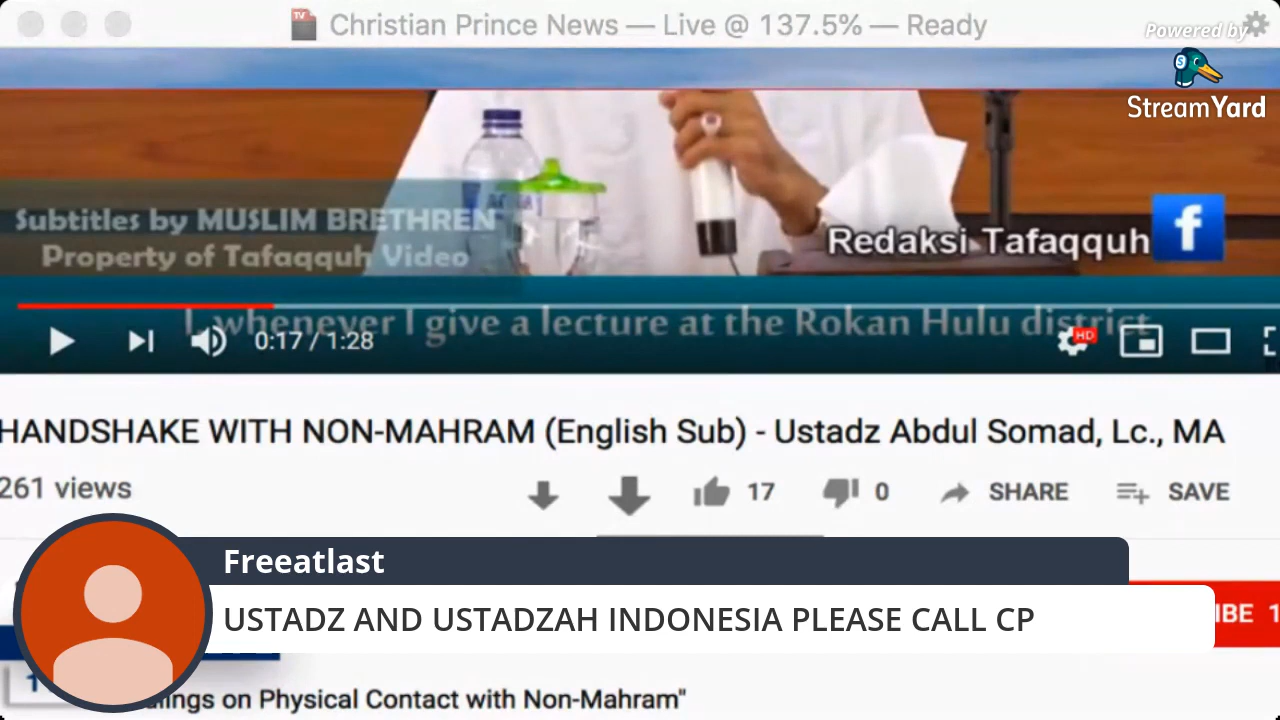 TV
Christian Prince News — Live @ 137.5% — Ready
Powered by
S
StreamYard
Subtitles by MUSLIM BRETHREN
Property of Tafaqquh Video
Redaksi Tafaqquh
f
I, whenever I give a lecture at the Rokan Hulu district
0:17 / 1:28
HD
HANDSHAKE WITH NON-MAHRAM (English Sub) - Ustadz Abdul Somad, Lc., MA
261 views
17
0
SHARE
SAVE
Freeatlast
USTADZ AND USTADZAH INDONESIA PLEASE CALL CP
on Physical Contact with Non-Mahram"